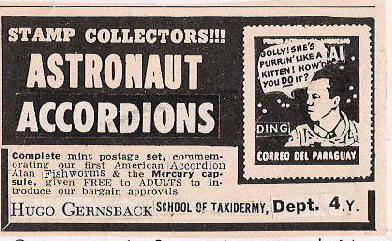 STAMP COLLECTORS!!!
ASTRONAUT
ACCORDIONS
Complete mint postage set, commem-
orating our first American Accordion
Alan Fishworms & the Mercury cap-
sule, given FREE to ADULTS to in-
troduce our bargain approvals
HUGO GERNSBACK SCHOOL OF TAXIDERMY, Dept. 4 Y.
GOLLY! SHE'S
PURRIN' LIKE A
KITTEN! HOW'D
YOU DO IT?
AL
DING
CORREO DEL PARAGUAY